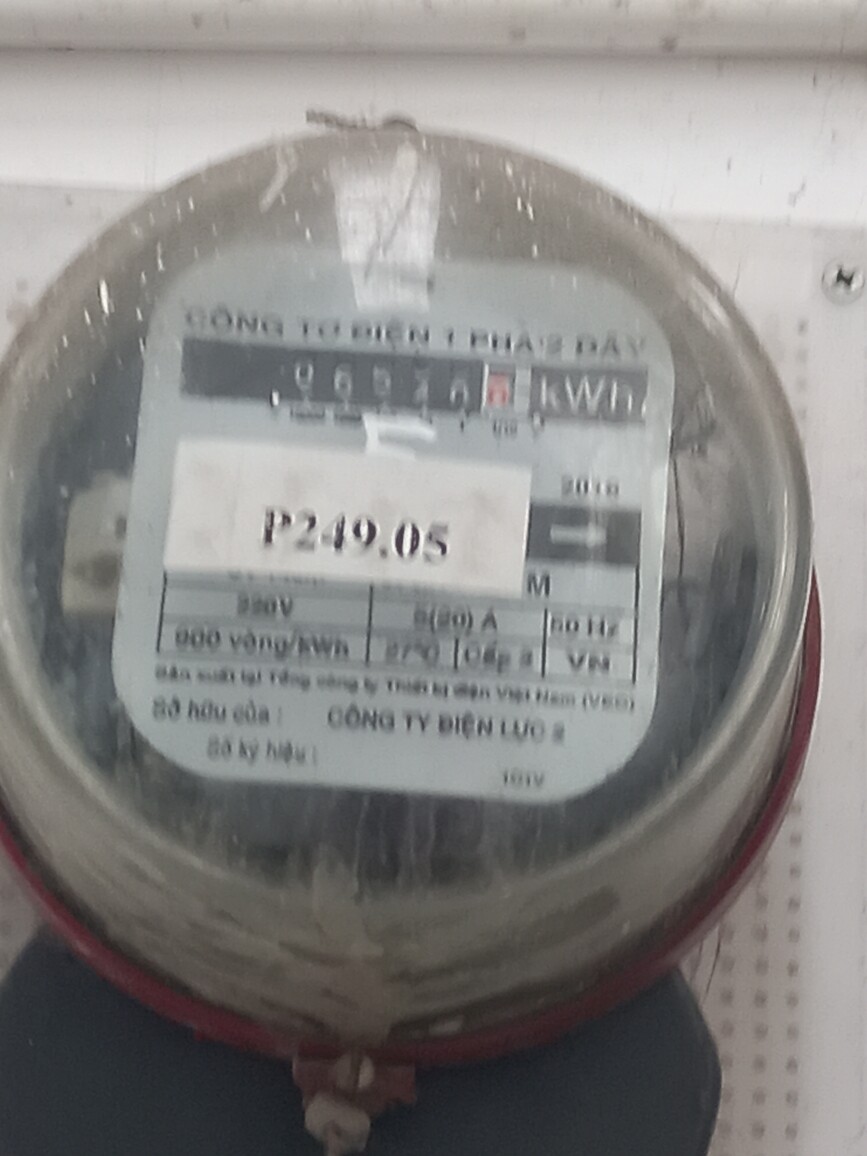 CÔNG TƠ ĐIỆN 1 PHA 2 DÂY
kWh
P249.05
M
220V 5(20) A 50 Hz
900 vòng/kWh 27°C Cấp 2 VN
Sản xuất tại Tổng công ty Thiết bị điện Việt Nam
Sở hữu của : CÔNG TY ĐIỆN LỰC 2
Số ký hiệu :